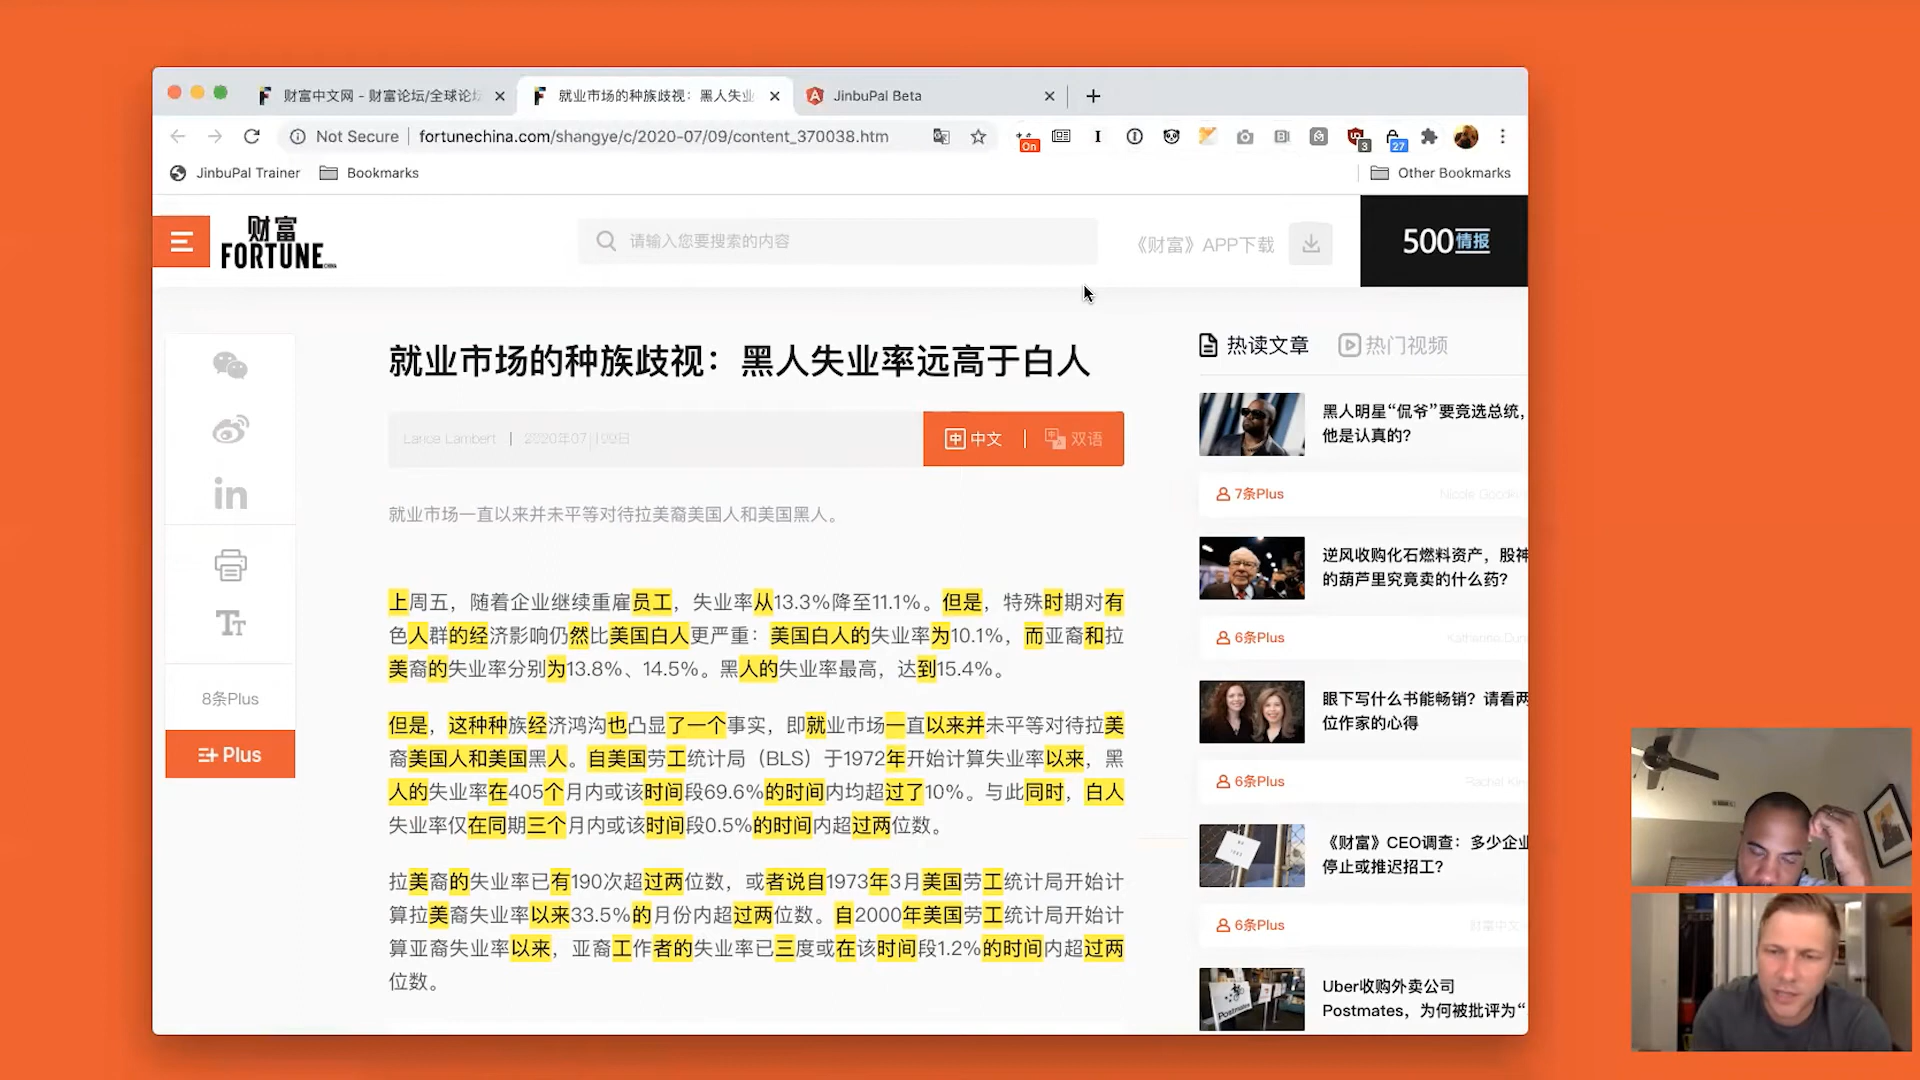 财富中文网 - 财富论坛/全球论坛
就业市场的种族歧视：黑人失业
JinbuPal Beta
Not Secure
fortunechina.com/shangye/c/2020-07/09/content_370038.htm
On
3
27
JinbuPal Trainer
Bookmarks
Other Bookmarks
财富
FORTUNE
请输入您要搜索的内容
《财富》APP下载
500情报
就业市场的种族歧视：黑人失业率远高于白人
Lance Lambert | 2020年07月09日
中文 | 双语
就业市场一直以来并未平等对待拉美裔美国人和美国黑人。
上周五，随着企业继续重雇员工，失业率从13.3%降至11.1%。但是，特殊时期对有
色人群的经济影响仍然比美国白人更严重：美国白人的失业率为10.1%，而亚裔和拉
美裔的失业率分别为13.8%、14.5%。黑人的失业率最高，达到15.4%。
但是，这种种族经济鸿沟也凸显了一个事实，即就业市场一直以来并未平等对待拉美
裔美国人和美国黑人。自美国劳工统计局（BLS）于1972年开始计算失业率以来，黑
人的失业率在405个月内或该时间段69.6%的时间内均超过了10%。与此同时，白人
失业率仅在同期三个月内或该时间段0.5%的时间内超过两位数。
拉美裔的失业率已有190次超过两位数，或者说自1973年3月美国劳工统计局开始计
算拉美裔失业率以来33.5%的月份内超过两位数。自2000年美国劳工统计局开始计
算亚裔失业率以来，亚裔工作者的失业率已三度或在该时间段1.2%的时间内超过两
位数。
8条Plus
Plus
热读文章
热门视频
黑人明星“侃爷”要竞选总统，
他是认真的？
7条Plus
逆风收购化石燃料资产，股神
的葫芦里究竟卖的什么药？
6条Plus
眼下写什么书能畅销？请看两
位作家的心得
6条Plus
《财富》CEO调查：多少企业
停止或推迟招工？
6条Plus
财富中文
Uber收购外卖公司
Postmates，为何被批评为“